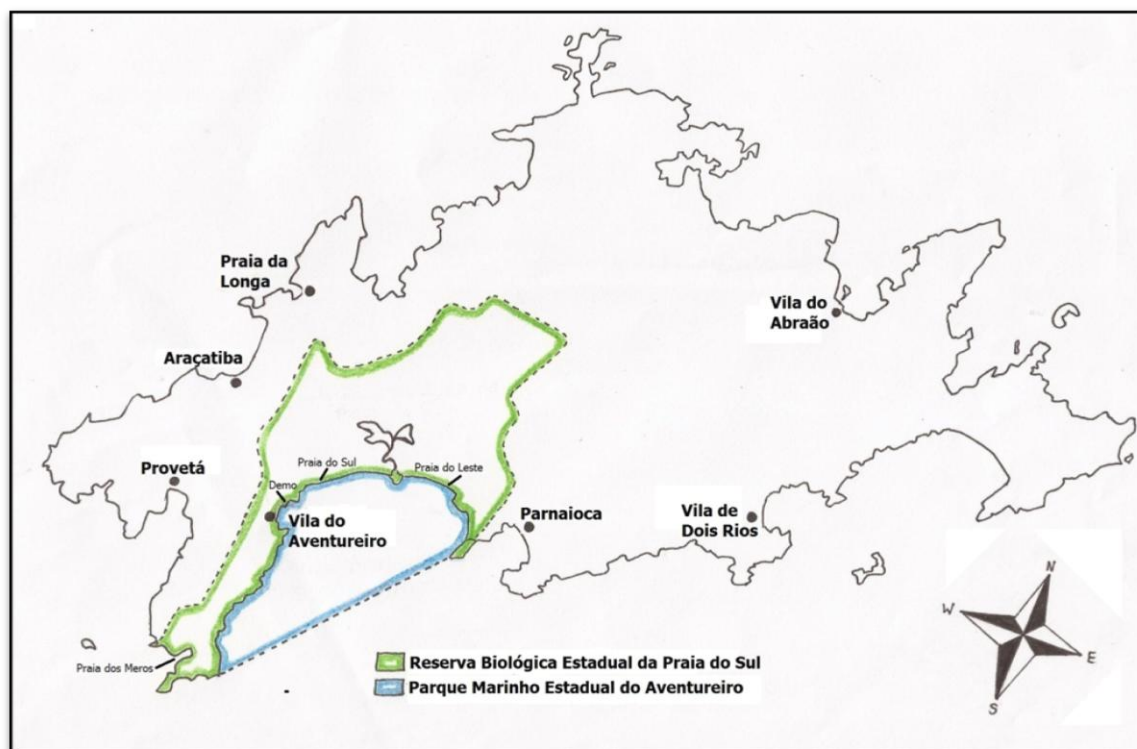 Praia da
Longa
Vila do
Abraão
Araçatiba
Provetá
Praia do Sul
Praia do Leste
Demo
Vila do
Aventureiro
Parnaioca
Vila de
Dois Rios
Praia dos Meros
Reserva Biológica Estadual da Praia do Sul
Parque Marinho Estadual do Aventureiro
N
W
E
S